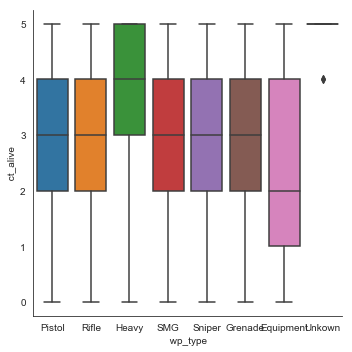 5
4
3
2
1
0
ct_alive
Pistol Rifle Heavy SMG Sniper Grenade Equipment Unkown
wp_type